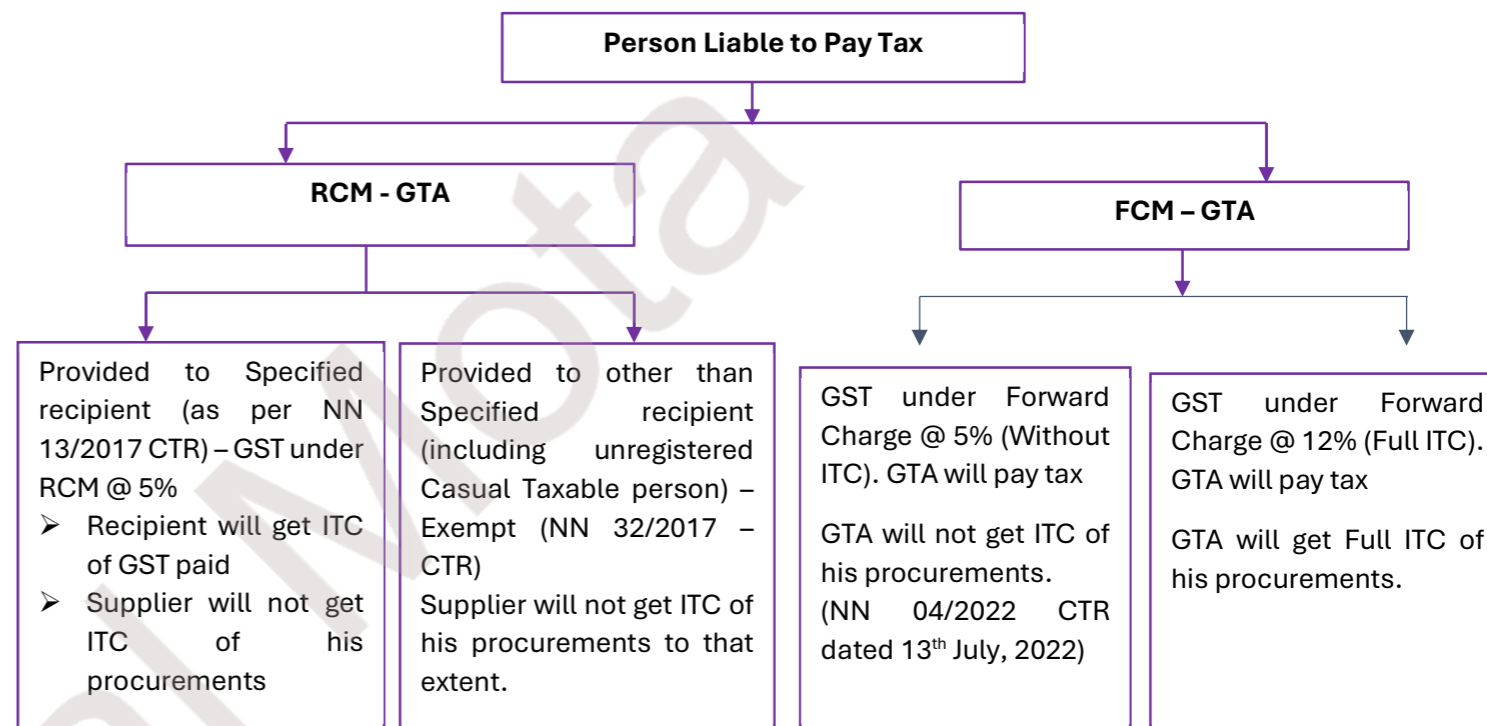 Person Liable to Pay Tax
RCM - GTA
FCM – GTA
Provided to Specified
recipient (as per NN
13/2017 CTR) – GST under
RCM @ 5%
➢ Recipient will get ITC
of GST paid
➢ Supplier will not get
ITC of his
procurements
Provided to other than
Specified recipient
(including unregistered
Casual Taxable person) –
Exempt (NN 32/2017 –
CTR)
Supplier will not get ITC of
his procurements to that
extent.
GST under Forward
Charge @ 5% (Without
ITC). GTA will pay tax
GTA will not get ITC of
his procurements.
(NN 04/2022 CTR
dated 13th July, 2022)
GST under Forward
Charge @ 12% (Full ITC).
GTA will pay tax
GTA will get Full ITC of
his procurements.
Mota